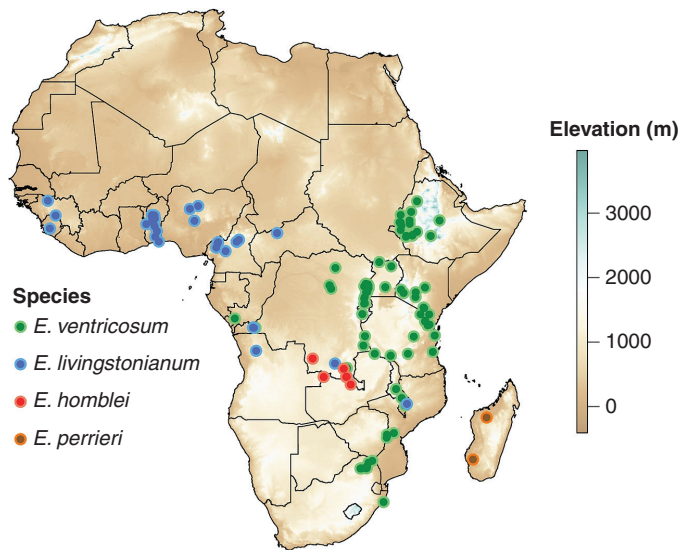 Elevation (m)
3000
2000
1000
0
Species
E. ventricosum
E. livingstonianum
E. homblei
E. perrieri